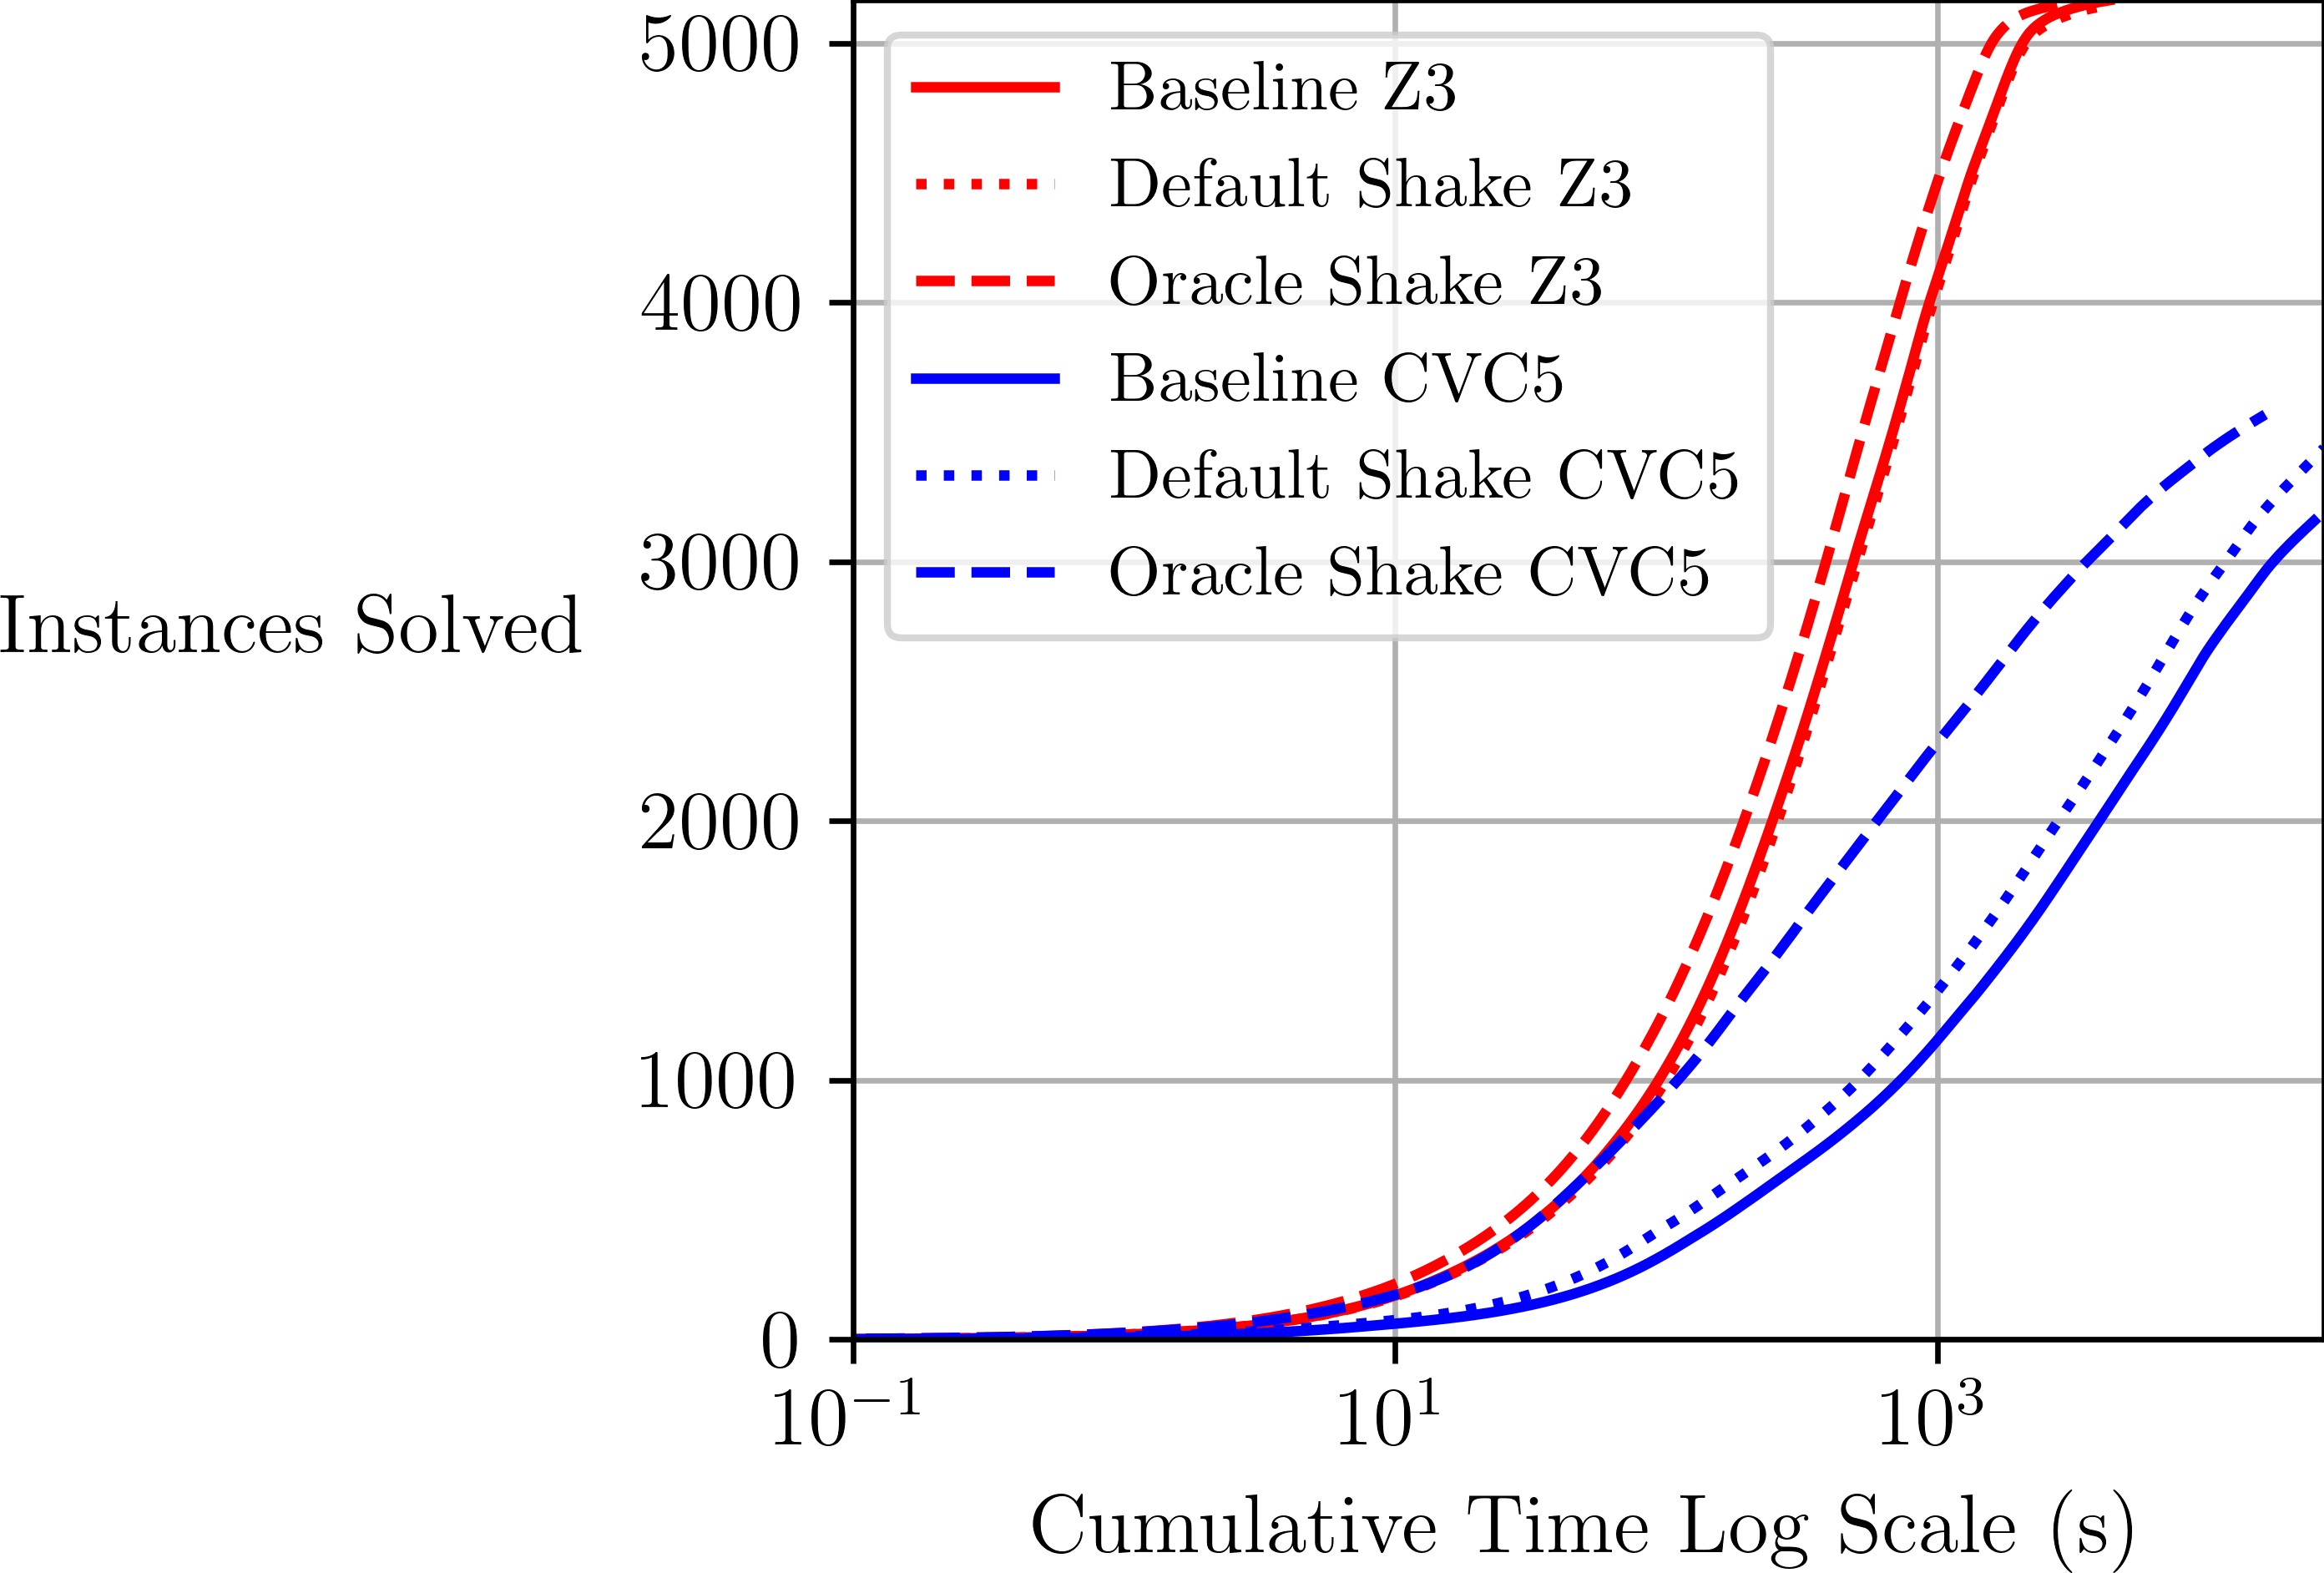 5000
4000
3000
2000
1000
0
Instances Solved
Baseline Z3
Default Shake Z3
Oracle Shake Z3
Baseline CVC5
Default Shake CVC5
Oracle Shake CVC5
10⁻¹
10¹
10³
Cumulative Time Log Scale (s)